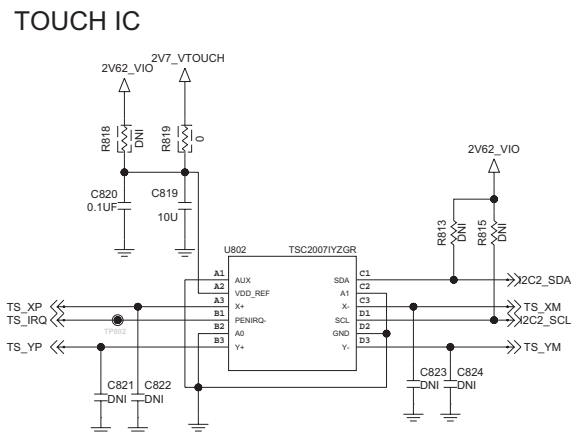 TOUCH IC
2V62_VIO
2V7_VTOUCH
R818
DNI
R819
0
2V62_VIO
C820
0.1UF
C819
10U
R813
DNI
R815
DNI
U802
TSC2007IYZGR
A1
AUX
SDA
C1
I2C2_SDA
A2
VDD_REF
A1
C2
TS_XP
A3
X+
X-
C3
TS_XM
TS_IRQ
TP802
B1
PENIRQ-
SCL
D1
I2C2_SCL
B2
A0
GND
D2
TS_YP
B3
Y+
Y-
D3
TS_YM
C821
DNI
C822
DNI
C823
DNI
C824
DNI